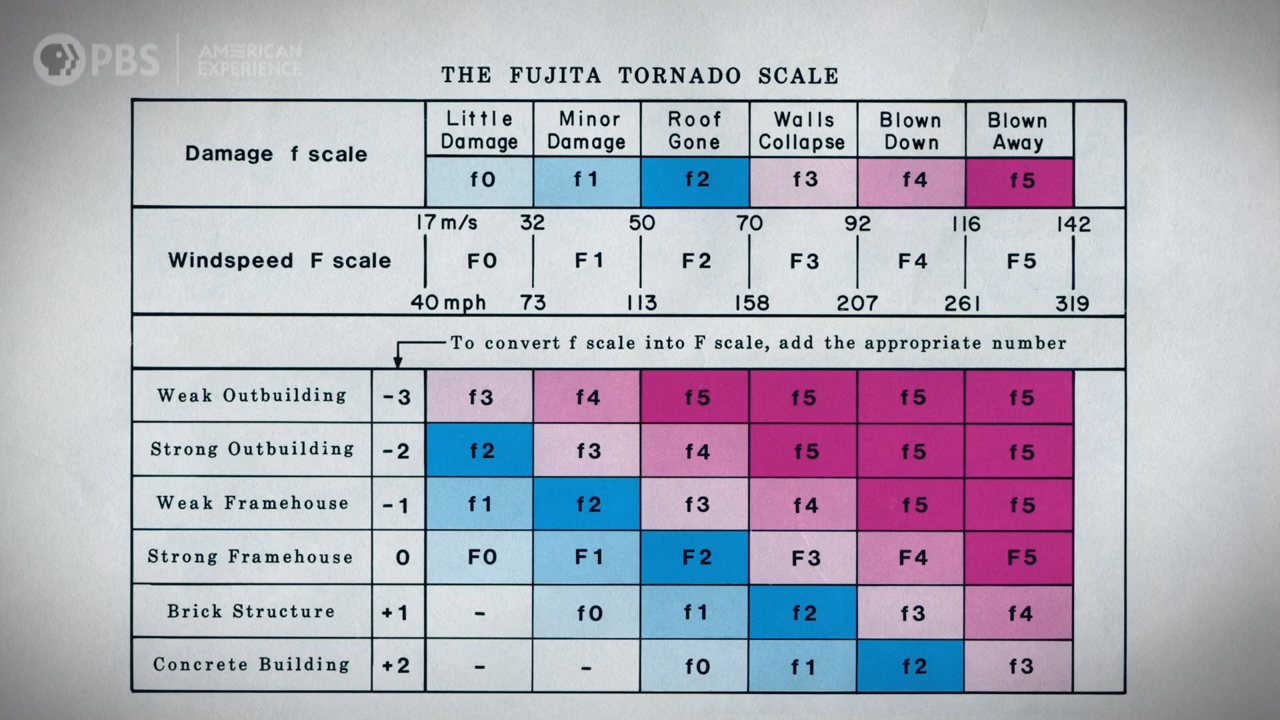 PBS
AMERICAN
EXPERIENCE
THE FUJITA TORNADO SCALE
Damage f scale
Little Damage
Minor Damage
Roof Gone
Walls Collapse
Blown Down
Blown Away
f0 f1 f2 f3 f4 f5
17 m/s 32 50 70 92 116 142
Windspeed F scale F0 F1 F2 F3 F4 F5
40 mph 73 113 158 207 261 319
To convert f scale into F scale, add the appropriate number
Weak Outbuilding -3 f3 f4 f5 f5 f5 f5
Strong Outbuilding -2 f2 f3 f4 f5 f5 f5
Weak Framehouse -1 f1 f2 f3 f4 f5 f5
Strong Framehouse 0 F0 F1 F2 F3 F4 F5
Brick Structure +1 - f0 f1 f2 f3 f4
Concrete Building +2 - - f0 f1 f2 f3